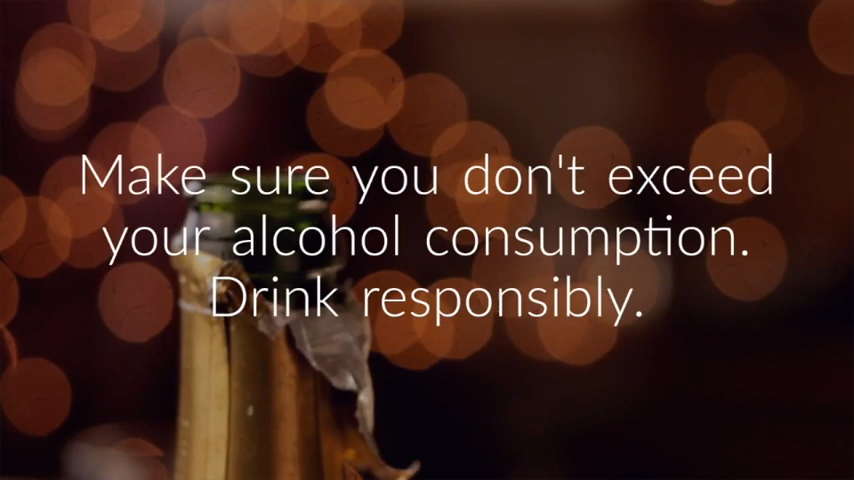 Make sure you don't exceed
your alcohol consumption.
Drink responsibly.